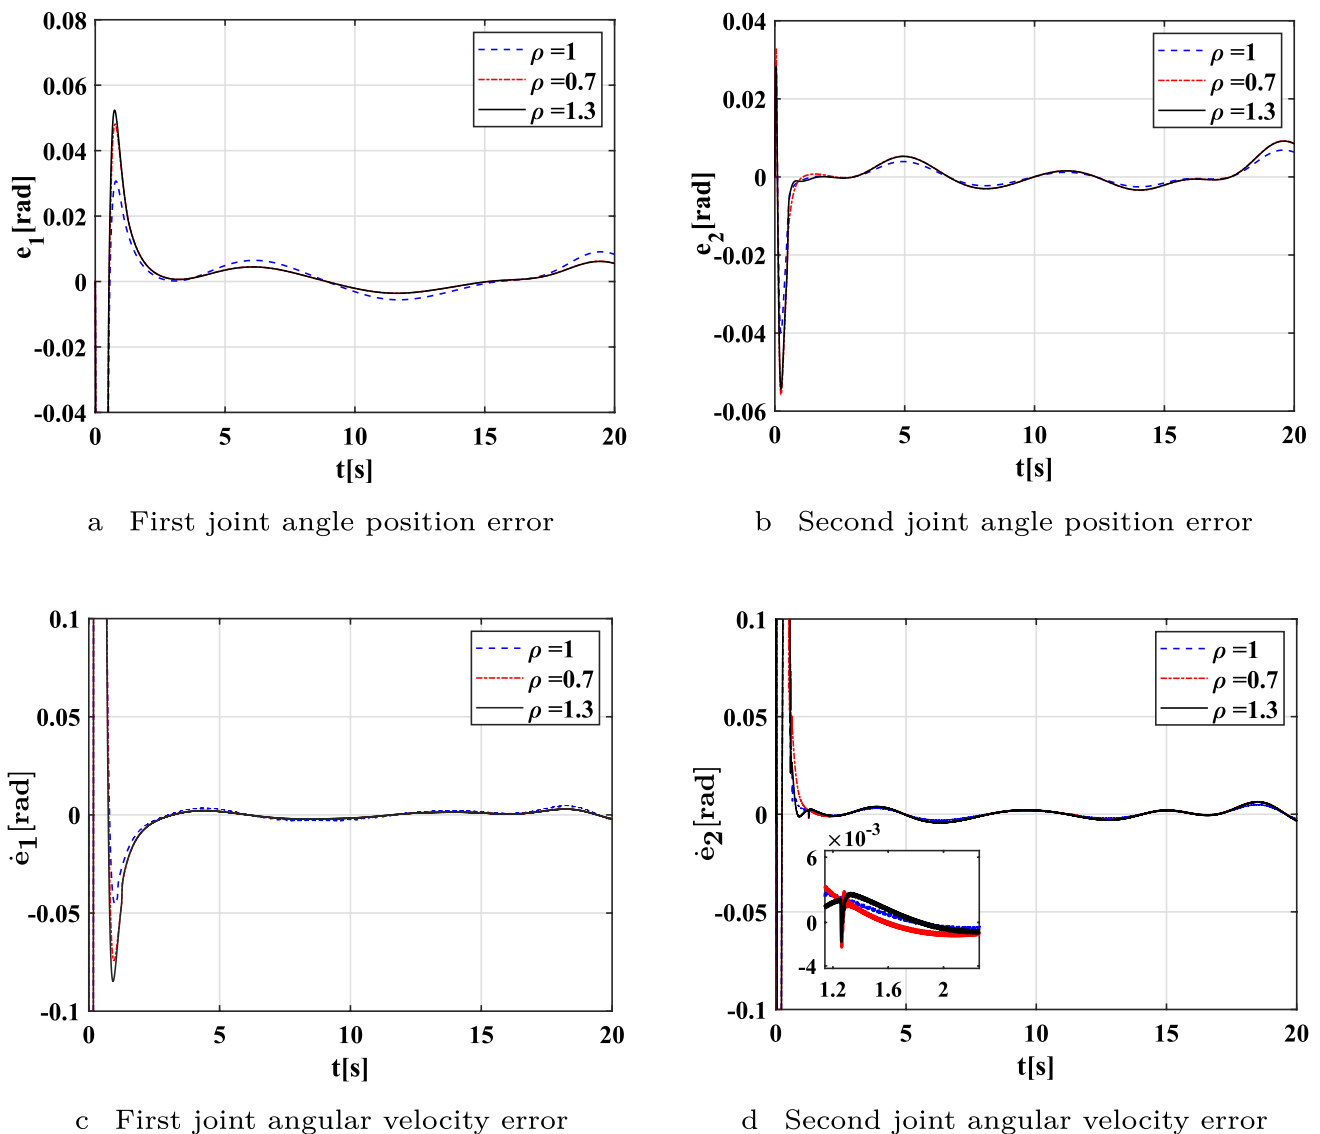 0.08
0.06
0.04
0.02
0
-0.02
-0.04
e1[rad]
ρ =1
ρ =0.7
ρ =1.3
0 5 10 15 20
t[s]
a First joint angle position error
0.04
0.02
0
-0.02
-0.04
-0.06
e2[rad]
ρ =1
ρ =0.7
ρ =1.3
0 5 10 15 20
t[s]
b Second joint angle position error
0.1
0.05
0
-0.05
-0.1
ė1[rad]
ρ =1
ρ =0.7
ρ =1.3
0 5 10 15 20
t[s]
c First joint angular velocity error
0.1
0.05
0
-0.05
-0.1
ė2[rad]
ρ =1
ρ =0.7
ρ =1.3
×10-3
6
0
-4
1.2 1.6 2
0 5 10 15 20
t[s]
d Second joint angular velocity error